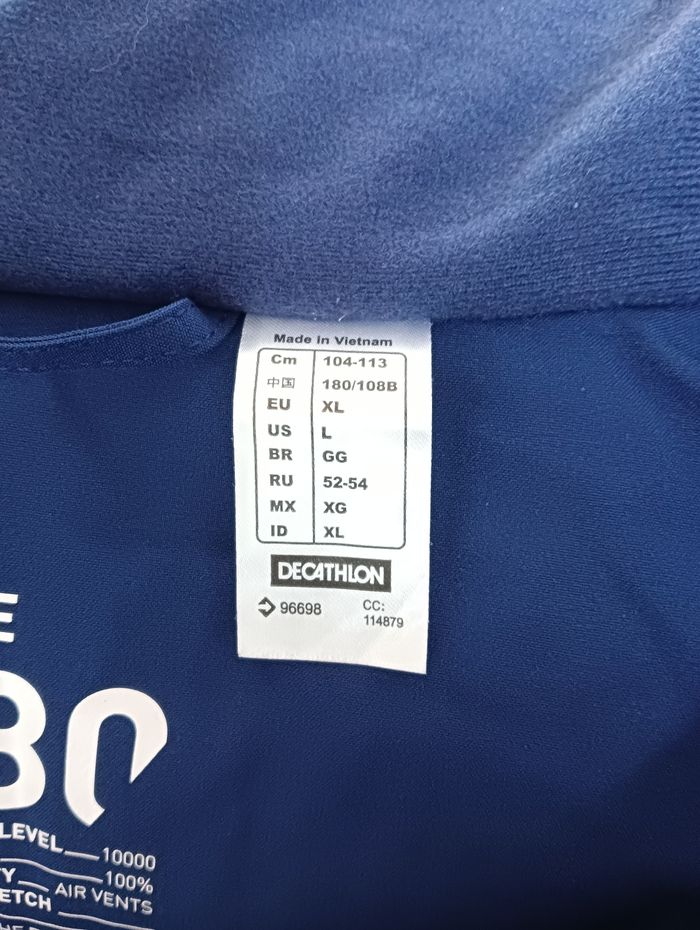 Made in Vietnam
Cm 104-113
中国 180/108B
EU XL
US L
BR GG
RU 52-54
MX XG
ID XL
DECATHLON
96698 CC:
114879
E
80
LEVEL 10000
100%
AIR VENTS